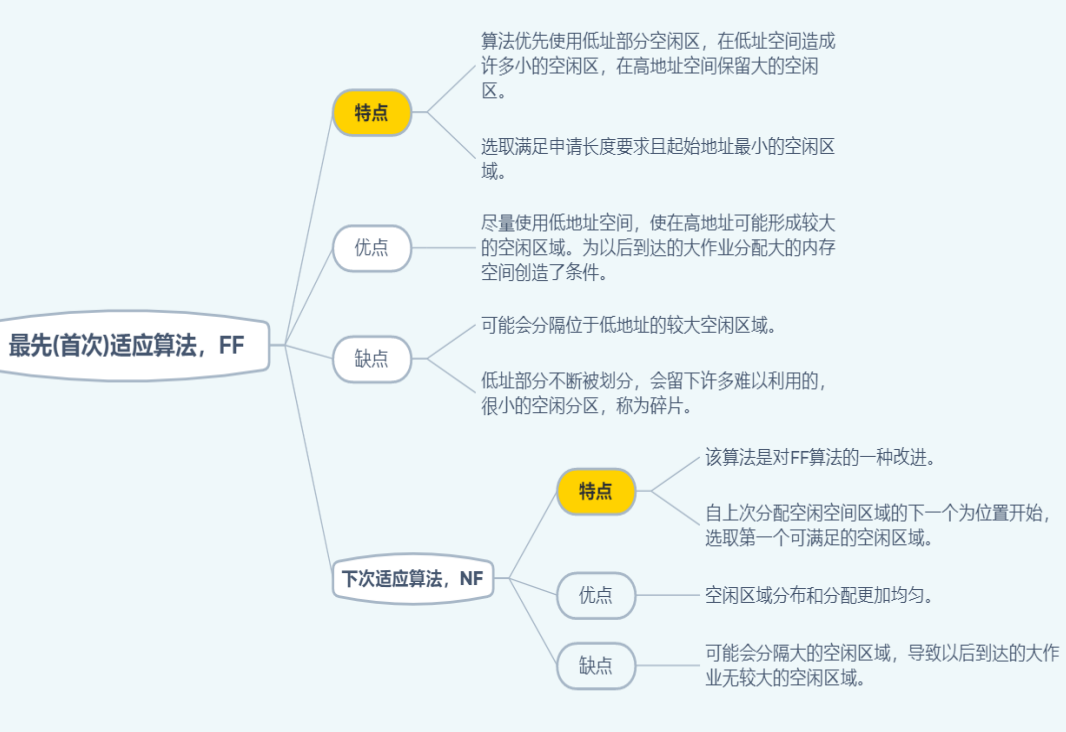 算法优先使用低址部分空闲区，在低址空间造成
许多小的空闲区，在高地址空间保留大的空闲
区。
特点
选取满足申请长度要求且起始地址最小的空闲区
域。
尽量使用低地址空间，使在高地址可能形成较大
的空闲区域。为以后到达的大作业分配大的内存
空间创造了条件。
优点
最先(首次)适应算法，FF
可能会分隔位于低地址的较大空闲区域。
缺点
低址部分不断被划分，会留下许多难以利用的，
很小的空闲分区，称为碎片。
该算法是对FF算法的一种改进。
特点
自上次分配空闲空间区域的下一个为位置开始，
选取第一个可满足的空闲区域。
下次适应算法，NF
优点
空闲区域分布和分配更加均匀。
缺点
可能会分隔大的空闲区域，导致以后到达的大作
业无较大的空闲区域。